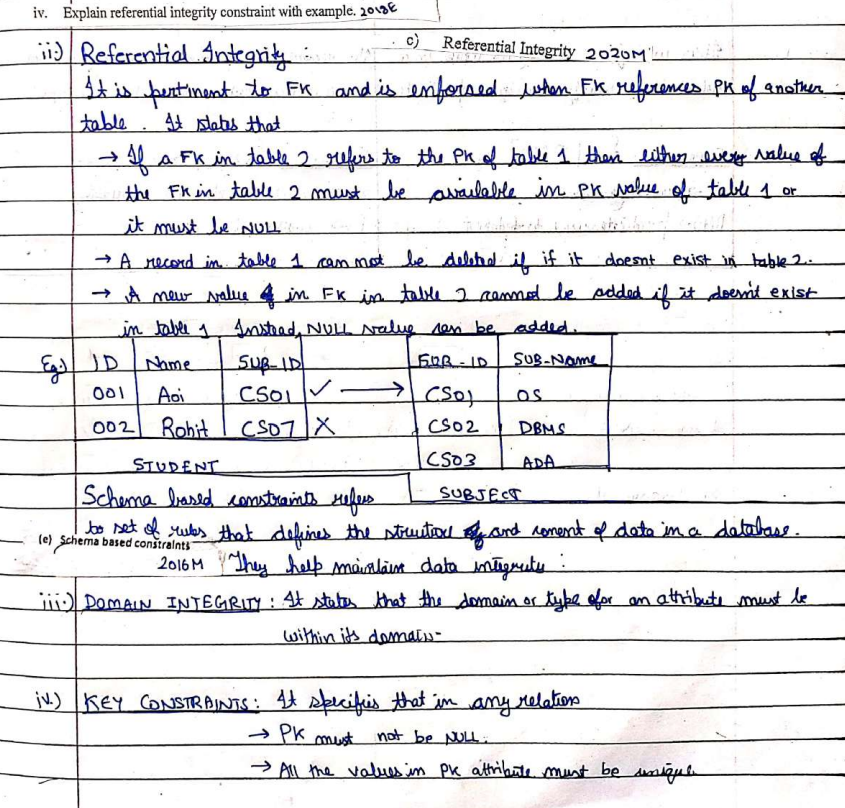 iv. Explain referential integrity constraint with example. 2018E
c) Referential Integrity 2020M
ii) Referential Integrity :
It is pertinent to FK and is enforsed when FK references PK of another
table. It states that
→ If a FK in table 2 refers to the PK of table 1 then either every value of
the FK in table 2 must be available in PK value of table 1 or
it must be NULL
→ A record in table 1 can not be deleted if if it doesnt exist in table 2.
→ A new value in FK in table 2 cannot be added if it doesn't exist
in table 1 Instead, NULL value can be added.
Eg:) ID Name SUB-ID SUB-ID SUB-Name
001 Aoi CS01 ✓ → CS01 OS
002 Rohit CS07 X CS02 DBMS
CS03 ADA
STUDENT
SUBJECT
Schema based constraints refers
to set of rules that defines the structure and conent of data in a database.
(e) Schema based constraints
2016M They help maintain data integrity :
iii.) DOMAIN INTEGRITY : It states that the domain or type ofor an attribute must be
within its domain-
iv.) KEY CONSTRAINTS: It specifies that in any relation
→ PK must not be NULL.
→ All the values in PK attribute must be unique.